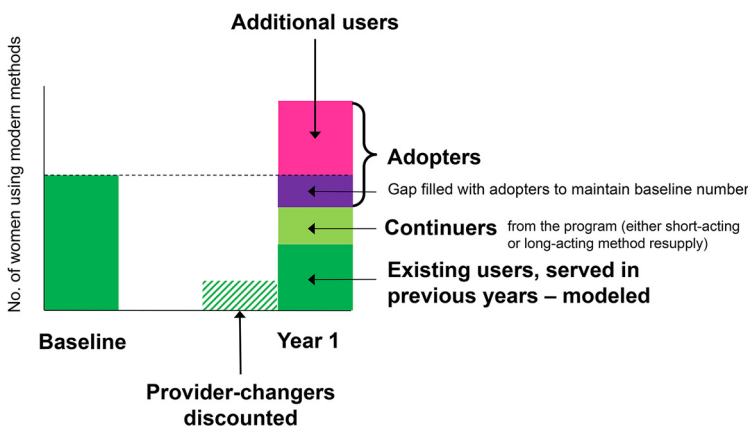 Additional users
No. of women using modern methods
Adopters
Gap filled with adopters to maintain baseline number
Continuers from the program (either short-acting
or long-acting method resupply)
Existing users, served in
previous years – modeled
Baseline
Year 1
Provider-changers
discounted